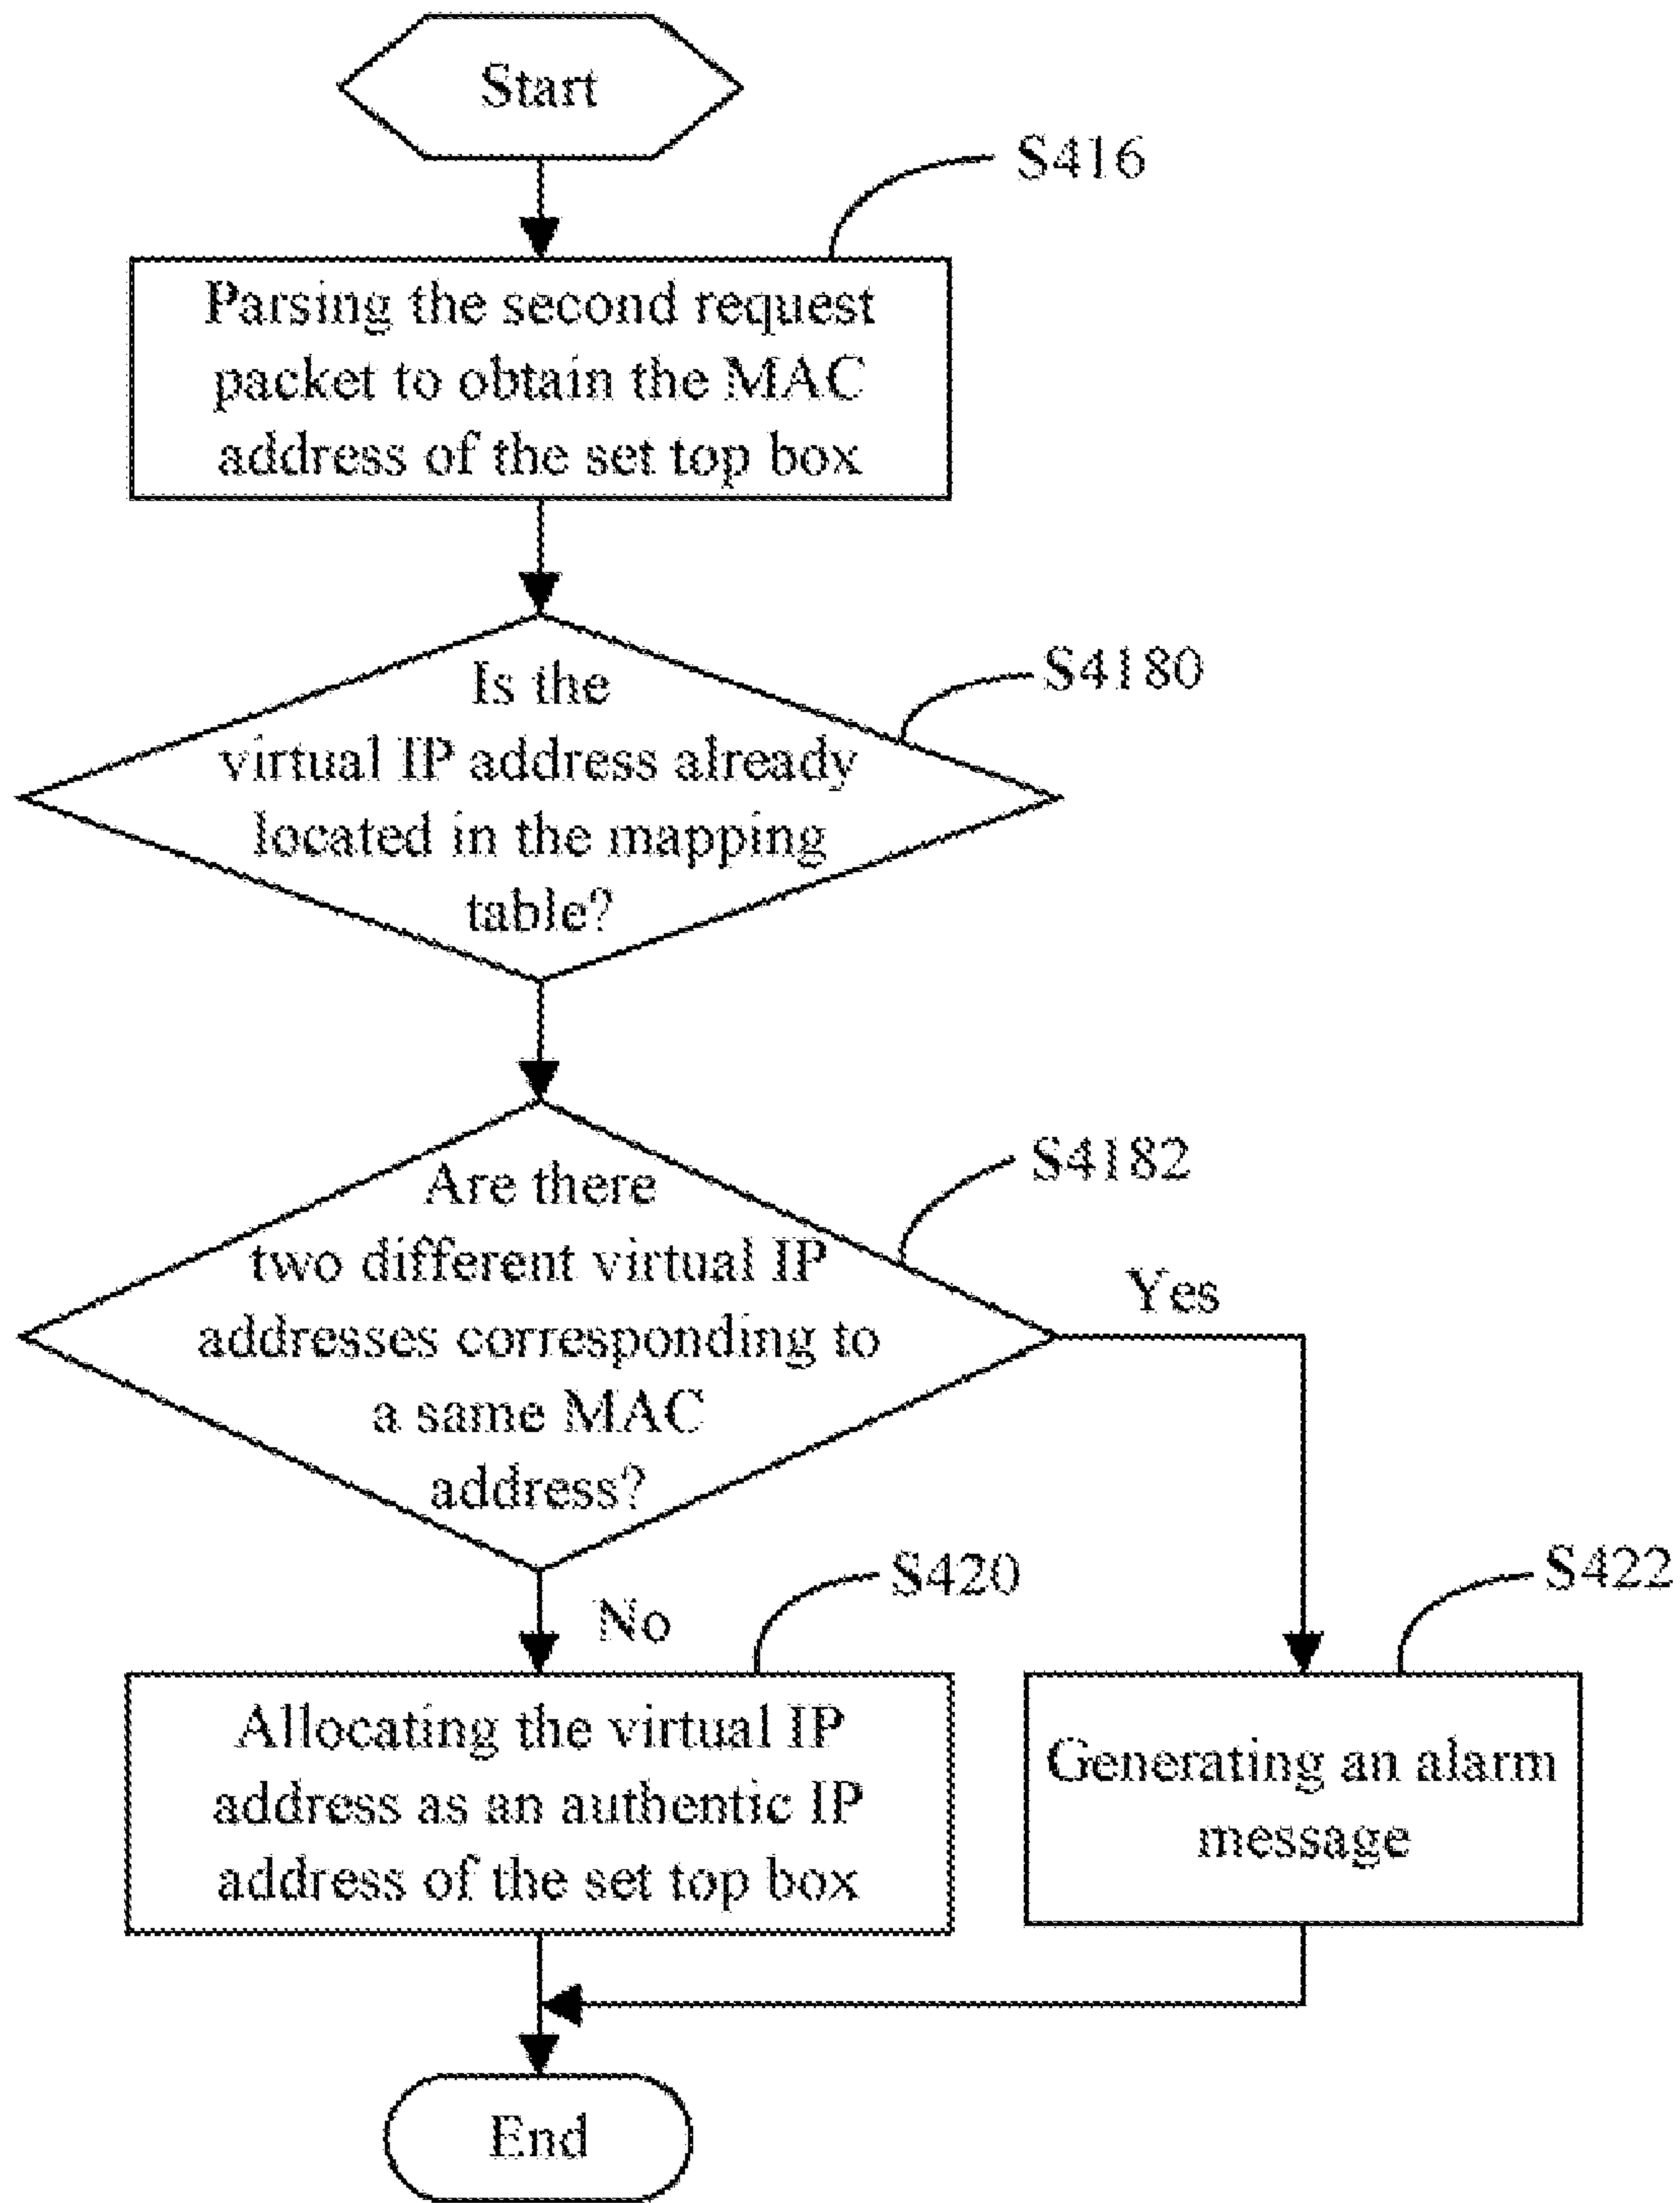 Start
S416
Parsing the second request
packet to obtain the MAC
address of the set top box
S4180
Is the
virtual IP address already
located in the mapping
table?
S4182
Are there
two different virtual IP
addresses corresponding to
a same MAC
address?
Yes
No
S420
S422
Allocating the virtual IP
address as an authentic IP
address of the set top box
Generating an alarm
message
End